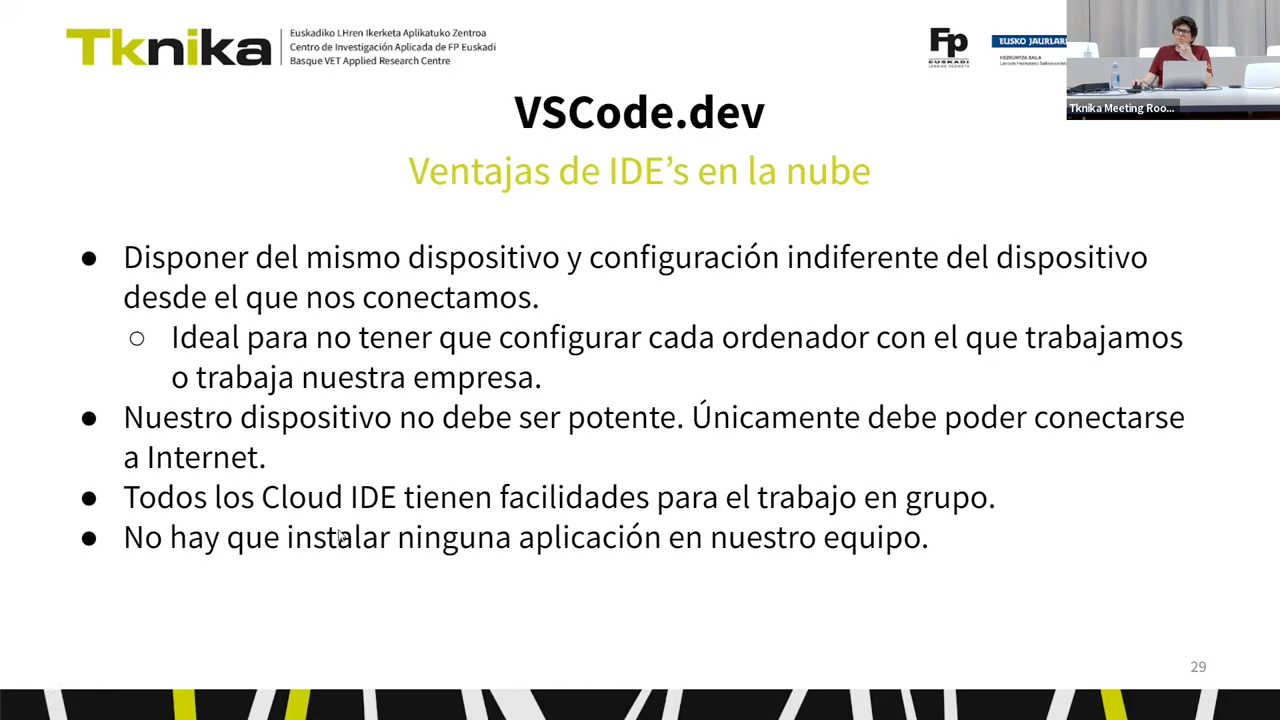 Tknika
Euskadiko LHren Ikerketa Aplikatuko Zentroa
Centro de Investigación Aplicada de FP Euskadi
Basque VET Applied Research Centre
Fp
EUSKADI
LANBIDE HEZIKETA
EUSKO JAURLAR
HEZKUNTZA SAILA
Tknika Meeting Roo...
VSCode.dev
Ventajas de IDE’s en la nube
● Disponer del mismo dispositivo y configuración indiferente del dispositivo
desde el que nos conectamos.
○ Ideal para no tener que configurar cada ordenador con el que trabajamos
o trabaja nuestra empresa.
● Nuestro dispositivo no debe ser potente. Únicamente debe poder conectarse
a Internet.
● Todos los Cloud IDE tienen facilidades para el trabajo en grupo.
● No hay que instalar ninguna aplicación en nuestro equipo.
29